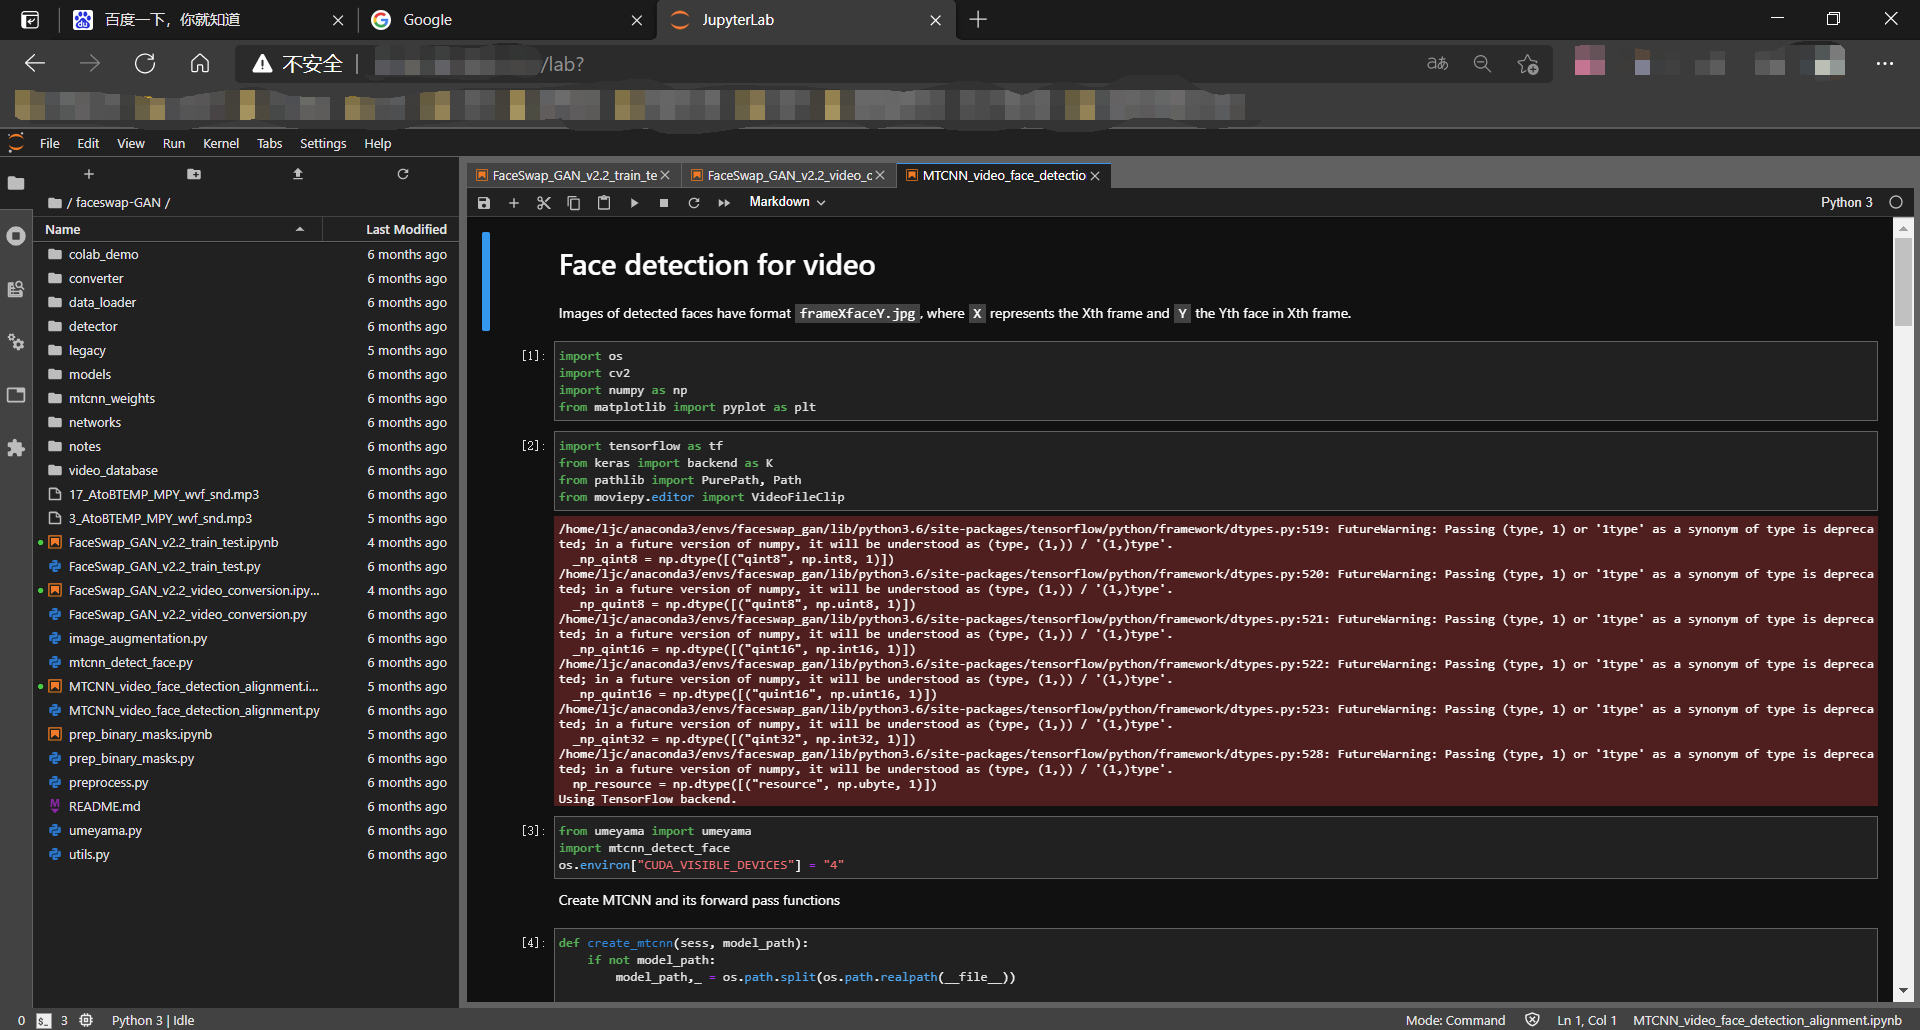 百度一下，你就知道
Google
JupyterLab
不安全
/lab?
aあ
File Edit View Run Kernel Tabs Settings Help
/ faceswap-GAN /
Name Last Modified
colab_demo 6 months ago
converter 6 months ago
data_loader 6 months ago
detector 6 months ago
legacy 5 months ago
models 6 months ago
mtcnn_weights 6 months ago
networks 6 months ago
notes 6 months ago
video_database 6 months ago
17_AtoBTEMP_MPY_wvf_snd.mp3 6 months ago
3_AtoBTEMP_MPY_wvf_snd.mp3 5 months ago
FaceSwap_GAN_v2.2_train_test.ipynb 4 months ago
FaceSwap_GAN_v2.2_train_test.py 6 months ago
FaceSwap_GAN_v2.2_video_conversion.ipy... 4 months ago
FaceSwap_GAN_v2.2_video_conversion.py 6 months ago
image_augmentation.py 6 months ago
mtcnn_detect_face.py 6 months ago
MTCNN_video_face_detection_alignment.i... 5 months ago
MTCNN_video_face_detection_alignment.py 6 months ago
prep_binary_masks.ipynb 5 months ago
prep_binary_masks.py 6 months ago
preprocess.py 6 months ago
README.md 6 months ago
umeyama.py 6 months ago
utils.py 6 months ago
FaceSwap_GAN_v2.2_train_te
FaceSwap_GAN_v2.2_video_c
MTCNN_video_face_detectio
Markdown
Python 3
Face detection for video
Images of detected faces have format frameXfaceY.jpg, where X represents the Xth frame and Y the Yth face in Xth frame.
[1]: import os
import cv2
import numpy as np
from matplotlib import pyplot as plt
[2]: import tensorflow as tf
from keras import backend as K
from pathlib import PurePath, Path
from moviepy.editor import VideoFileClip
/home/ljc/anaconda3/envs/faceswap_gan/lib/python3.6/site-packages/tensorflow/python/framework/dtypes.py:519: FutureWarning: Passing (type, 1) or '1type' as a synonym of type is depreca
ted; in a future version of numpy, it will be understood as (type, (1,)) / '(1,)type'.
_np_qint8 = np.dtype([("qint8", np.int8, 1)])
/home/ljc/anaconda3/envs/faceswap_gan/lib/python3.6/site-packages/tensorflow/python/framework/dtypes.py:520: FutureWarning: Passing (type, 1) or '1type' as a synonym of type is depreca
ted; in a future version of numpy, it will be understood as (type, (1,)) / '(1,)type'.
_np_quint8 = np.dtype([("quint8", np.uint8, 1)])
/home/ljc/anaconda3/envs/faceswap_gan/lib/python3.6/site-packages/tensorflow/python/framework/dtypes.py:521: FutureWarning: Passing (type, 1) or '1type' as a synonym of type is depreca
ted; in a future version of numpy, it will be understood as (type, (1,)) / '(1,)type'.
_np_qint16 = np.dtype([("qint16", np.int16, 1)])
/home/ljc/anaconda3/envs/faceswap_gan/lib/python3.6/site-packages/tensorflow/python/framework/dtypes.py:522: FutureWarning: Passing (type, 1) or '1type' as a synonym of type is depreca
ted; in a future version of numpy, it will be understood as (type, (1,)) / '(1,)type'.
_np_quint16 = np.dtype([("quint16", np.uint16, 1)])
/home/ljc/anaconda3/envs/faceswap_gan/lib/python3.6/site-packages/tensorflow/python/framework/dtypes.py:523: FutureWarning: Passing (type, 1) or '1type' as a synonym of type is depreca
ted; in a future version of numpy, it will be understood as (type, (1,)) / '(1,)type'.
_np_qint32 = np.dtype([("qint32", np.int32, 1)])
/home/ljc/anaconda3/envs/faceswap_gan/lib/python3.6/site-packages/tensorflow/python/framework/dtypes.py:528: FutureWarning: Passing (type, 1) or '1type' as a synonym of type is depreca
ted; in a future version of numpy, it will be understood as (type, (1,)) / '(1,)type'.
np_resource = np.dtype([("resource", np.ubyte, 1)])
Using TensorFlow backend.
[3]: from umeyama import umeyama
import mtcnn_detect_face
os.environ["CUDA_VISIBLE_DEVICES"] = "4"
Create MTCNN and its forward pass functions
[4]: def create_mtcnn(sess, model_path):
if not model_path:
model_path,_ = os.path.split(os.path.realpath(__file__))
0 3 Python 3 | Idle
Mode: Command Ln 1, Col 1 MTCNN_video_face_detection_alignment.ipynb